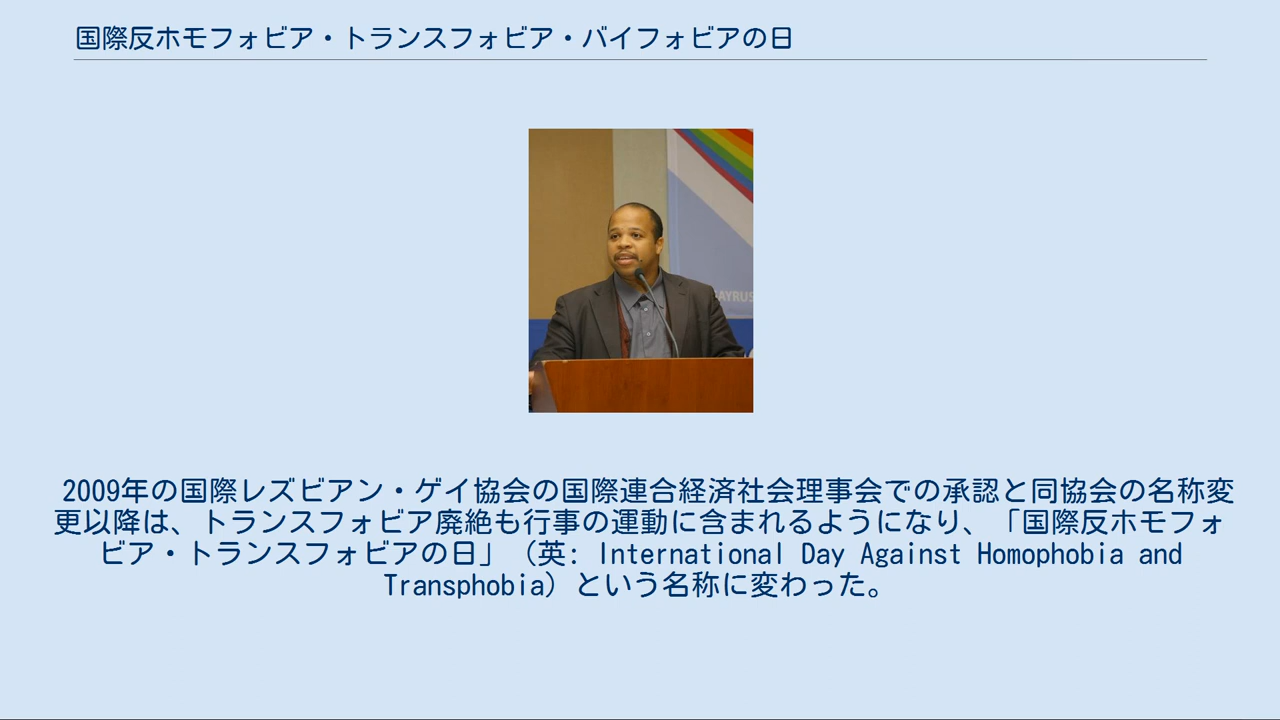 国際反ホモフォビア・トランスフォビア・バイフォビアの日
AYRUS
2009年の国際レズビアン・ゲイ協会の国際連合経済社会理事会での承認と同協会の名称変
更以降は、トランスフォビア廃絶も行事の運動に含まれるようになり、「国際反ホモフォ
ビア・トランスフォビアの日」（英: International Day Against Homophobia and
Transphobia）という名称に変わった。